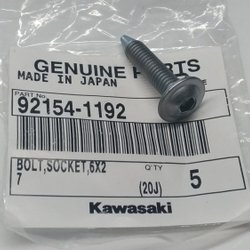 GENUINE PARTS
MADE IN JAPAN
PART No.
92154-1192
BOLT,SOCKET,6X2
7
Q'TY
(20J) 5
Kawasaki